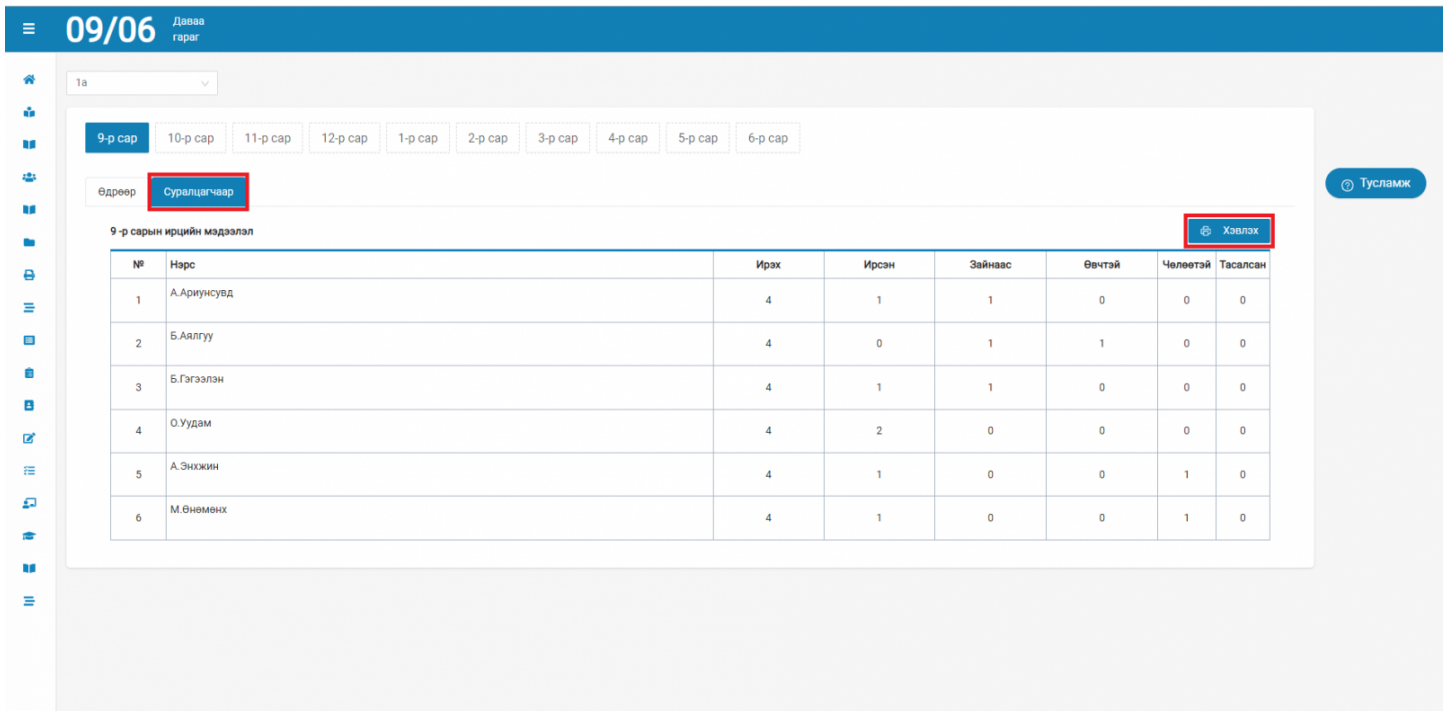 09/06 Даваа
гараг
1a
9-р сар 10-р сар 11-р сар 12-р сар 1-р сар 2-р сар 3-р сар 4-р сар 5-р сар 6-р сар
Өдрөөр Суралцагчаар
Тусламж
9 -р сарын ирцийн мэдээлэл Хэвлэх
№ Нэрс Ирэх Ирсэн Зайнаас Өвчтэй Чөлөөтэй Тасалсан
1 А.Ариунсувд 4 1 1 0 0 0
2 Б.Аялгуу 4 0 1 1 0 0
3 Б.Гэгээлэн 4 1 1 0 0 0
4 О.Уудам 4 2 0 0 0 0
5 А.Энхжин 4 1 0 0 1 0
6 М.Өнөмөнх 4 1 0 0 1 0